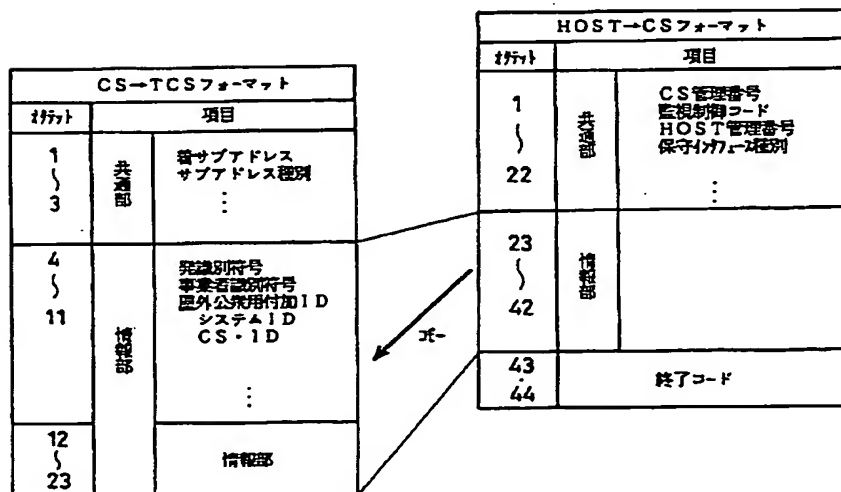 CS→TCSフォーマット
オクテット 項目
1
〜
3
共通部
着サブアドレス
サブアドレス種別
⋮
4
〜
11
情報部
発識別符号
事業者識別符号
屋外公衆用付加ID
システムID
CS-ID
⋮
12
〜
23
情報部
コピー
HOST→CSフォーマット
オクテット 項目
1
〜
22
共通部
CS管理番号
監視制御コード
HOST管理番号
保守インタフェース種別
⋮
23
〜
42
情報部
43
・
44
終了コード